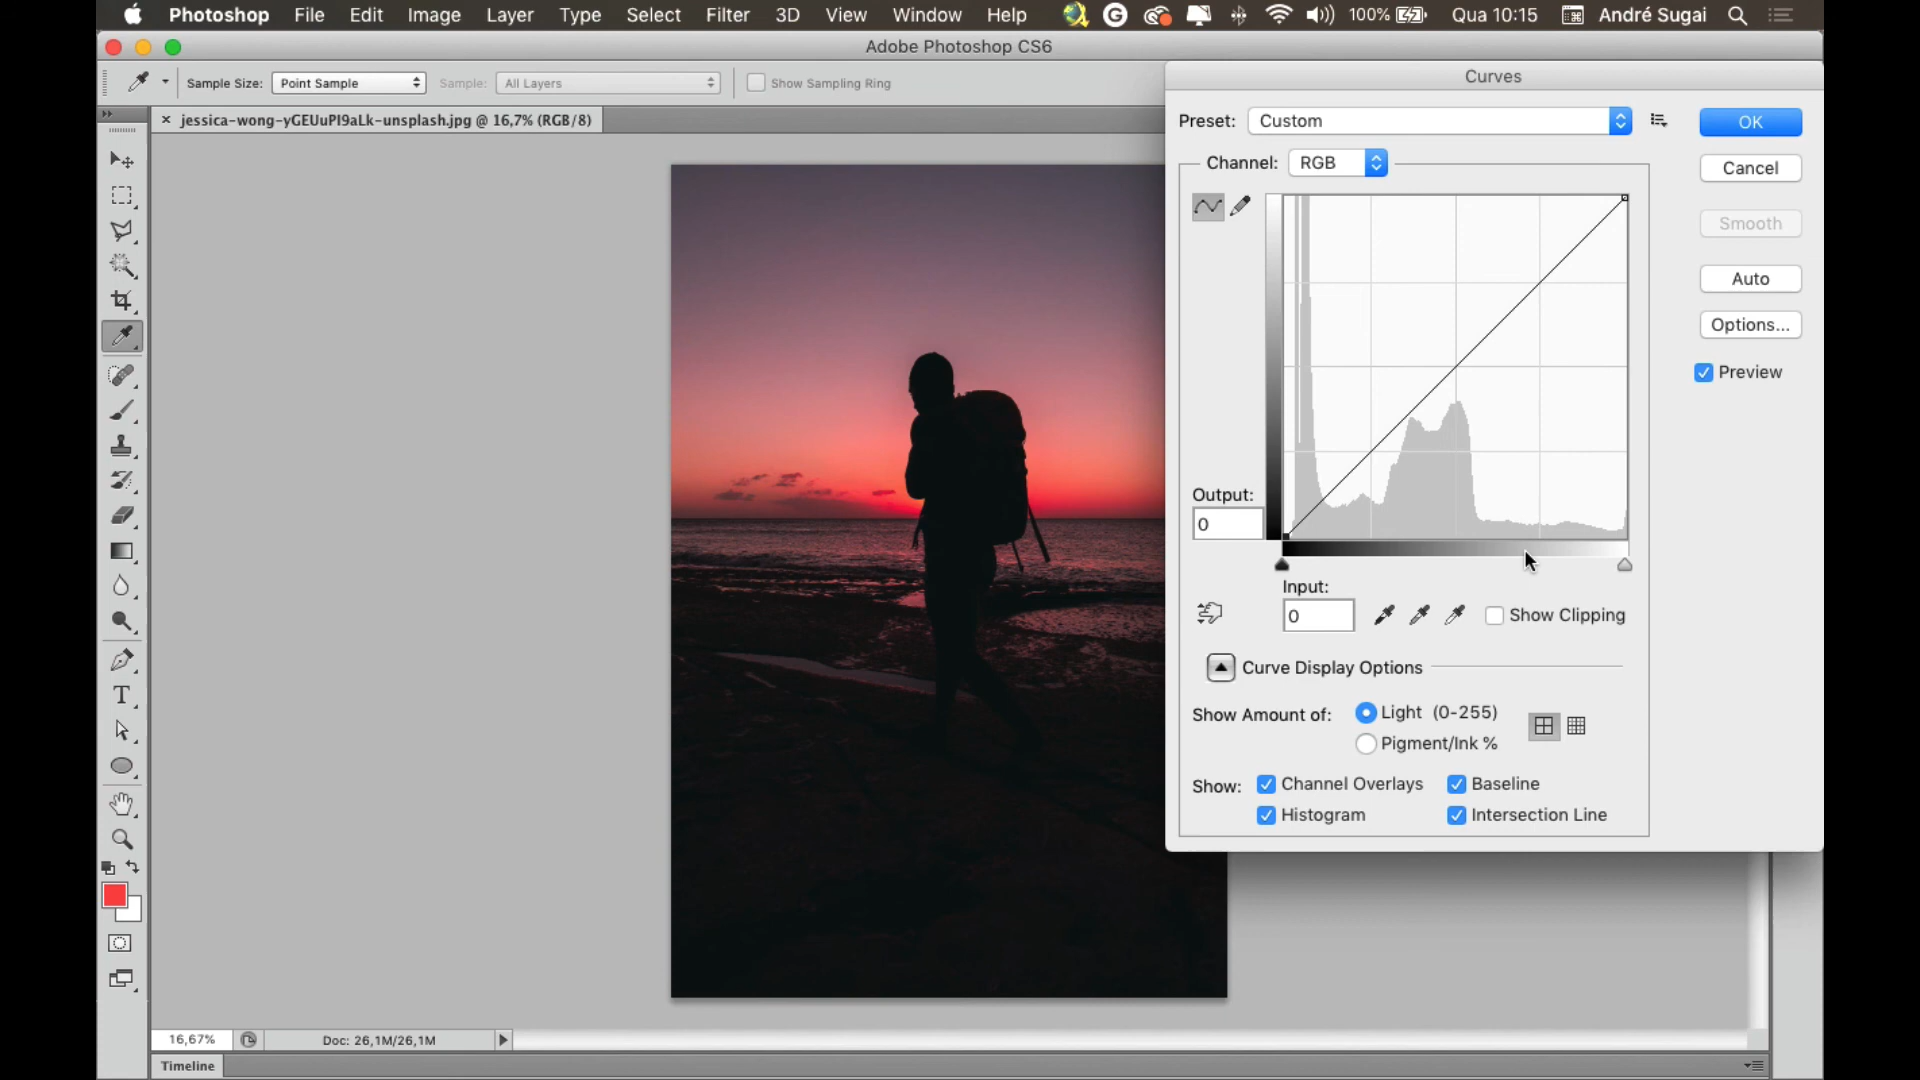 Photoshop File Edit Image Layer Type Select Filter 3D View Window Help 100% Qua 10:15 André Sugai
Adobe Photoshop CS6
Sample Size: Point Sample Sample: All Layers Show Sampling Ring
× jessica-wong-yGEUuPI9aLk-unsplash.jpg @ 16,7% (RGB/8)
Curves
Preset: Custom
OK
Channel: RGB
Cancel
Smooth
Auto
Options...
Preview
Output:
0
Input:
0
Show Clipping
Curve Display Options
Show Amount of: Light (0-255)
Pigment/Ink %
Show: Channel Overlays Baseline
Histogram Intersection Line
16,67% Doc: 26,1M/26,1M
Timeline